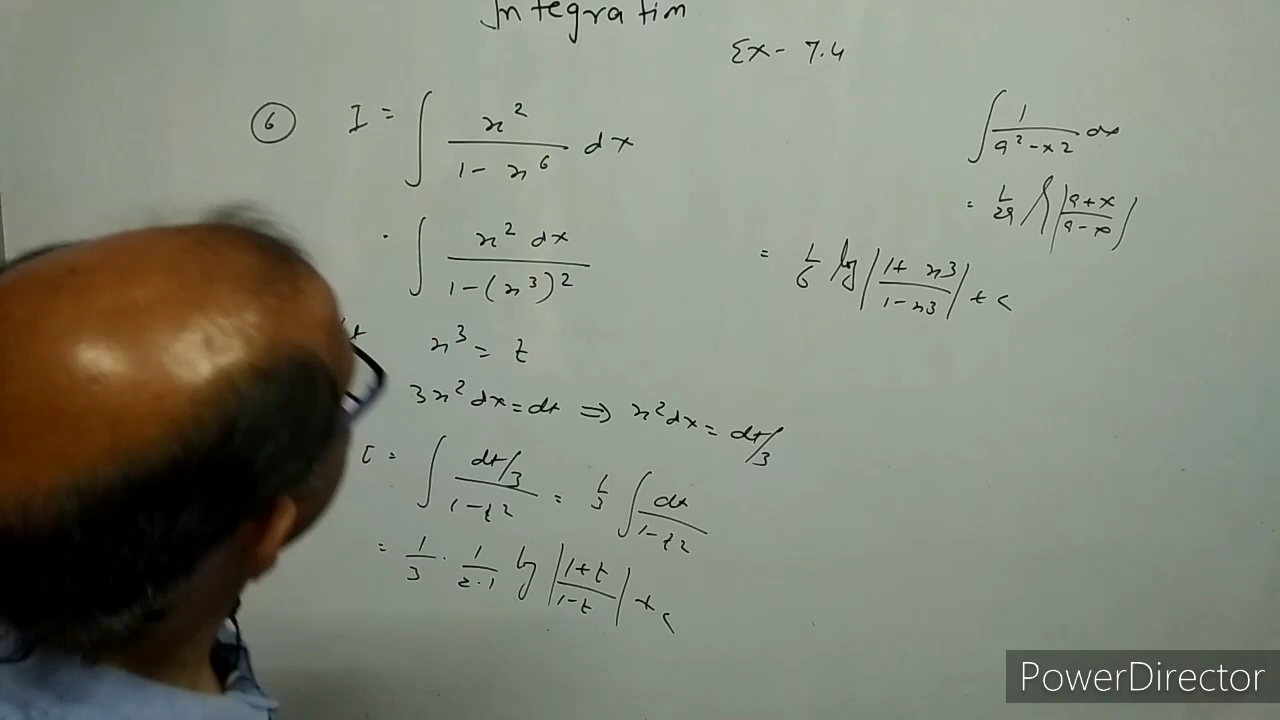 Integration
Ex- 7.4
6 I = ∫ x² / (1 - x⁶) dx
∫ x² dx / (1-(x³)²)
x³ = t
3x² dx = dt ⇒ x² dx = dt/3
I = ∫ (dt/3) / (1-t²) = 1/3 ∫ dt / (1-t²)
= 1/3 · 1/(2·1) log |(1+t)/(1-t)| + c
∫ 1 / (a² - x²) dx
= 1/2a log |(a+x)/(a-x)|
= 1/6 log |(1+x³)/(1-x³)| + c
PowerDirector